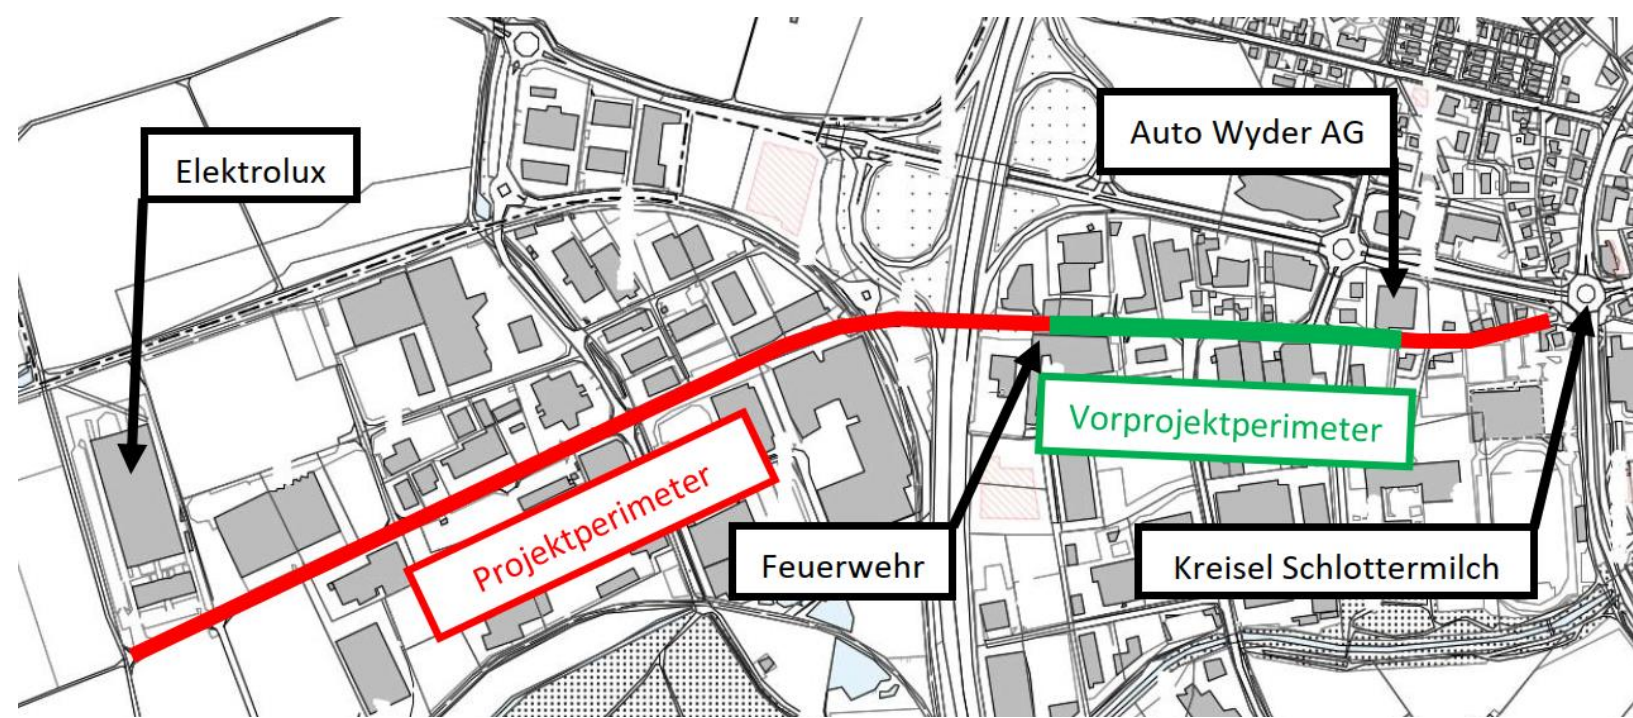 Elektrolux
Auto Wyder AG
Vorprojektperimeter
Projektperimeter
Feuerwehr
Kreisel Schlottermilch